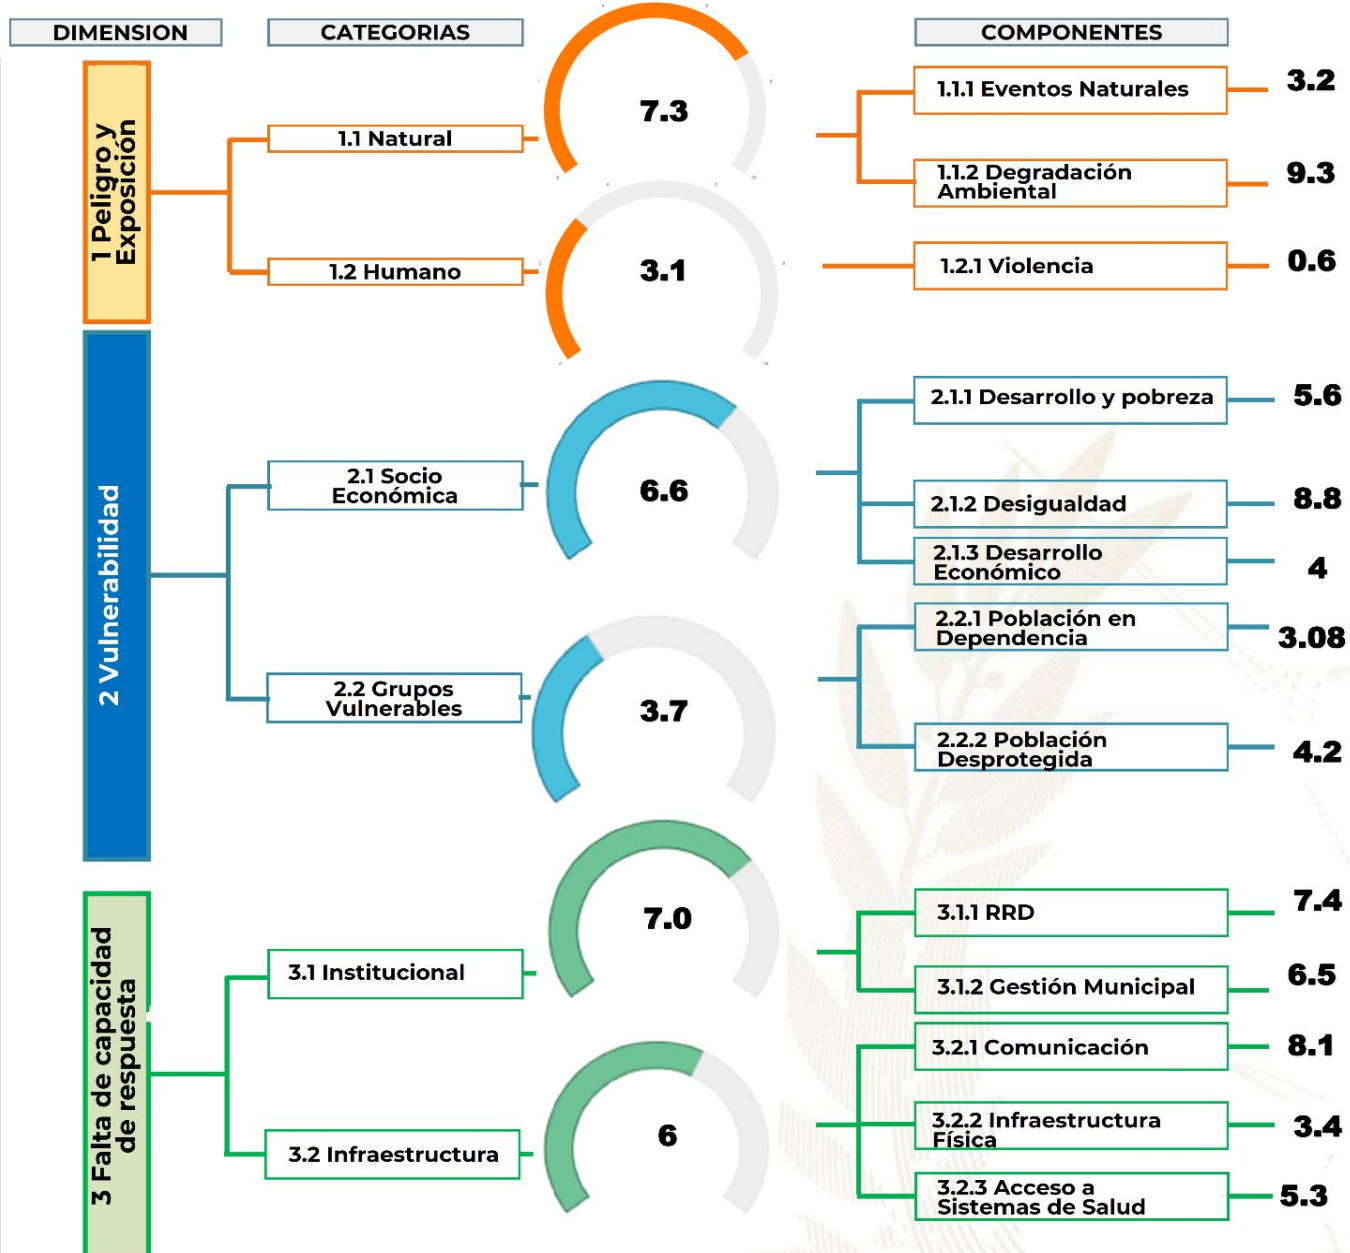 DIMENSION
CATEGORIAS
COMPONENTES
1 Peligro y
Exposición
1.1 Natural
7.3
1.1.1 Eventos Naturales
3.2
1.1.2 Degradación
Ambiental
9.3
1.2 Humano
3.1
1.2.1 Violencia
0.6
2 Vulnerabilidad
2.1 Socio
Económica
6.6
2.1.1 Desarrollo y pobreza
5.6
2.1.2 Desigualdad
8.8
2.1.3 Desarrollo
Económico
4
2.2 Grupos
Vulnerables
3.7
2.2.1 Población en
Dependencia
3.08
2.2.2 Población
Desprotegida
4.2
3 Falta de capacidad
de respuesta
3.1 Institucional
7.0
3.1.1 RRD
7.4
3.1.2 Gestión Municipal
6.5
3.2 Infraestructura
6
3.2.1 Comunicación
8.1
3.2.2 Infraestructura
Física
3.4
3.2.3 Acceso a
Sistemas de Salud
5.3